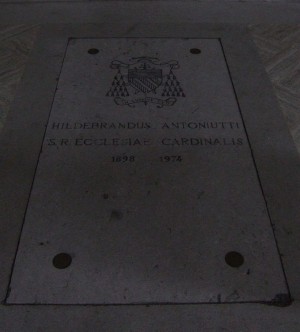 HILDEBRANDUS ANTONIUTTI
S. R. ECCLESIAE CARDINALIS
1898 1974